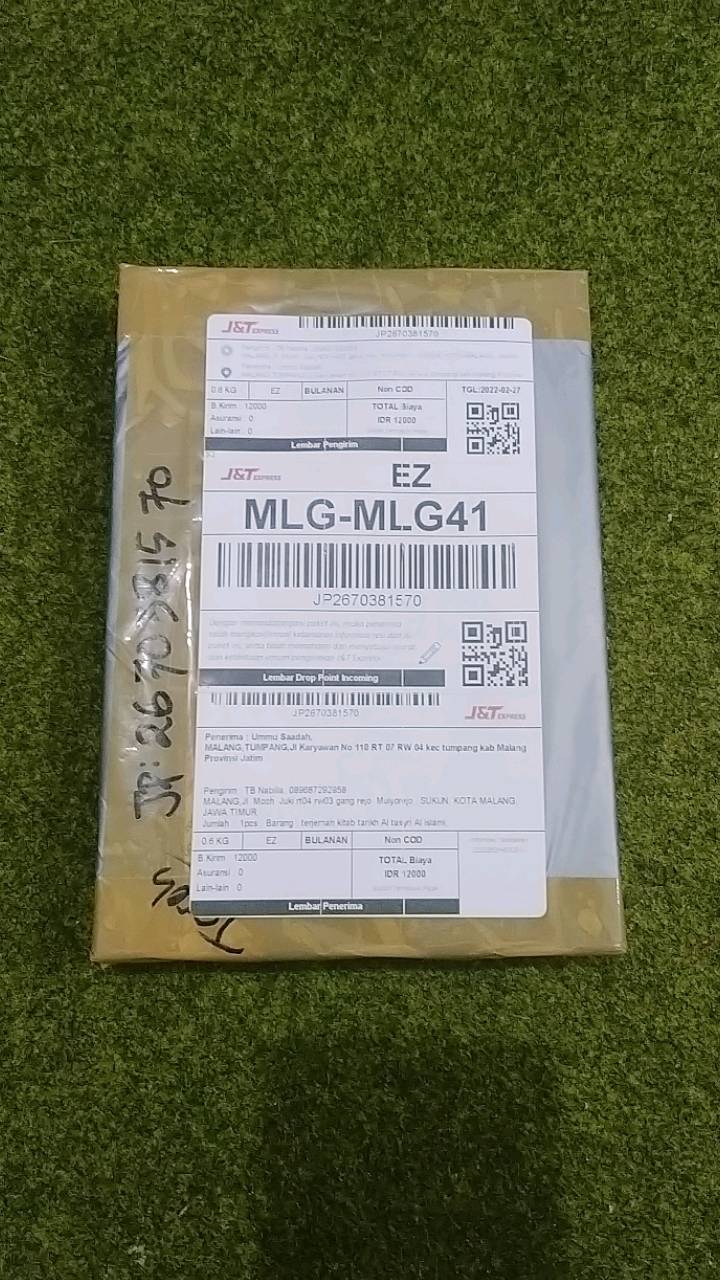 J&T EXPRESS
JP2670381570
0.6 KG EZ BULANAN Non COD TGL:2022-02-27
B.Kirim : 12000
Asuransi : 0
Lain-lain : 0
TOTAL Biaya
IDR 12000
Lembar Pengirim
J&T EXPRESS
EZ
MLG-MLG41
JP2670381570
Lembar Drop Point Incoming
JP2670381570
J&T EXPRESS
Penerima : Ummu Saadah,
MALANG,TUMPANG,Jl Karyawan No 110 RT 07 RW 04 kec tumpang kab Malang
Provinsi Jatim
Pengirim : TB Nabilla, 089687292958
MALANG,Jl. Moch. Juki rt04 rw03 gang rejo. Mulyorejo , SUKUN, KOTA MALANG,
JAWA TIMUR
Jumlah : 1pcs Barang : terjemah kitab tarikh Al tasyri Al islami
0.6 KG EZ BULANAN Non COD
B.Kirim : 12000
Asuransi : 0
Lain-lain : 0
TOTAL Biaya
IDR 12000
Lembar Penerima
JP: 2670381570